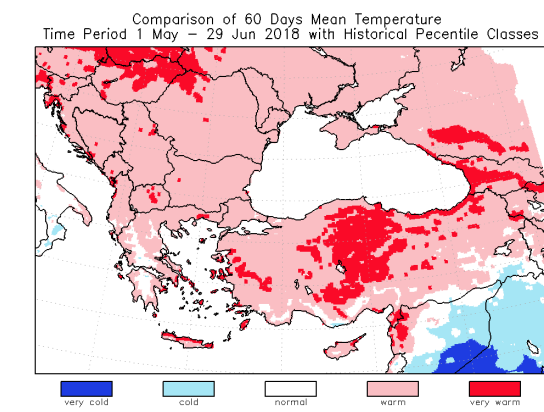 Comparison of 60 Days Mean Temperature
Time Period 1 May – 29 Jun 2018 with Historical Pecentile Classes
very cold cold normal warm very warm